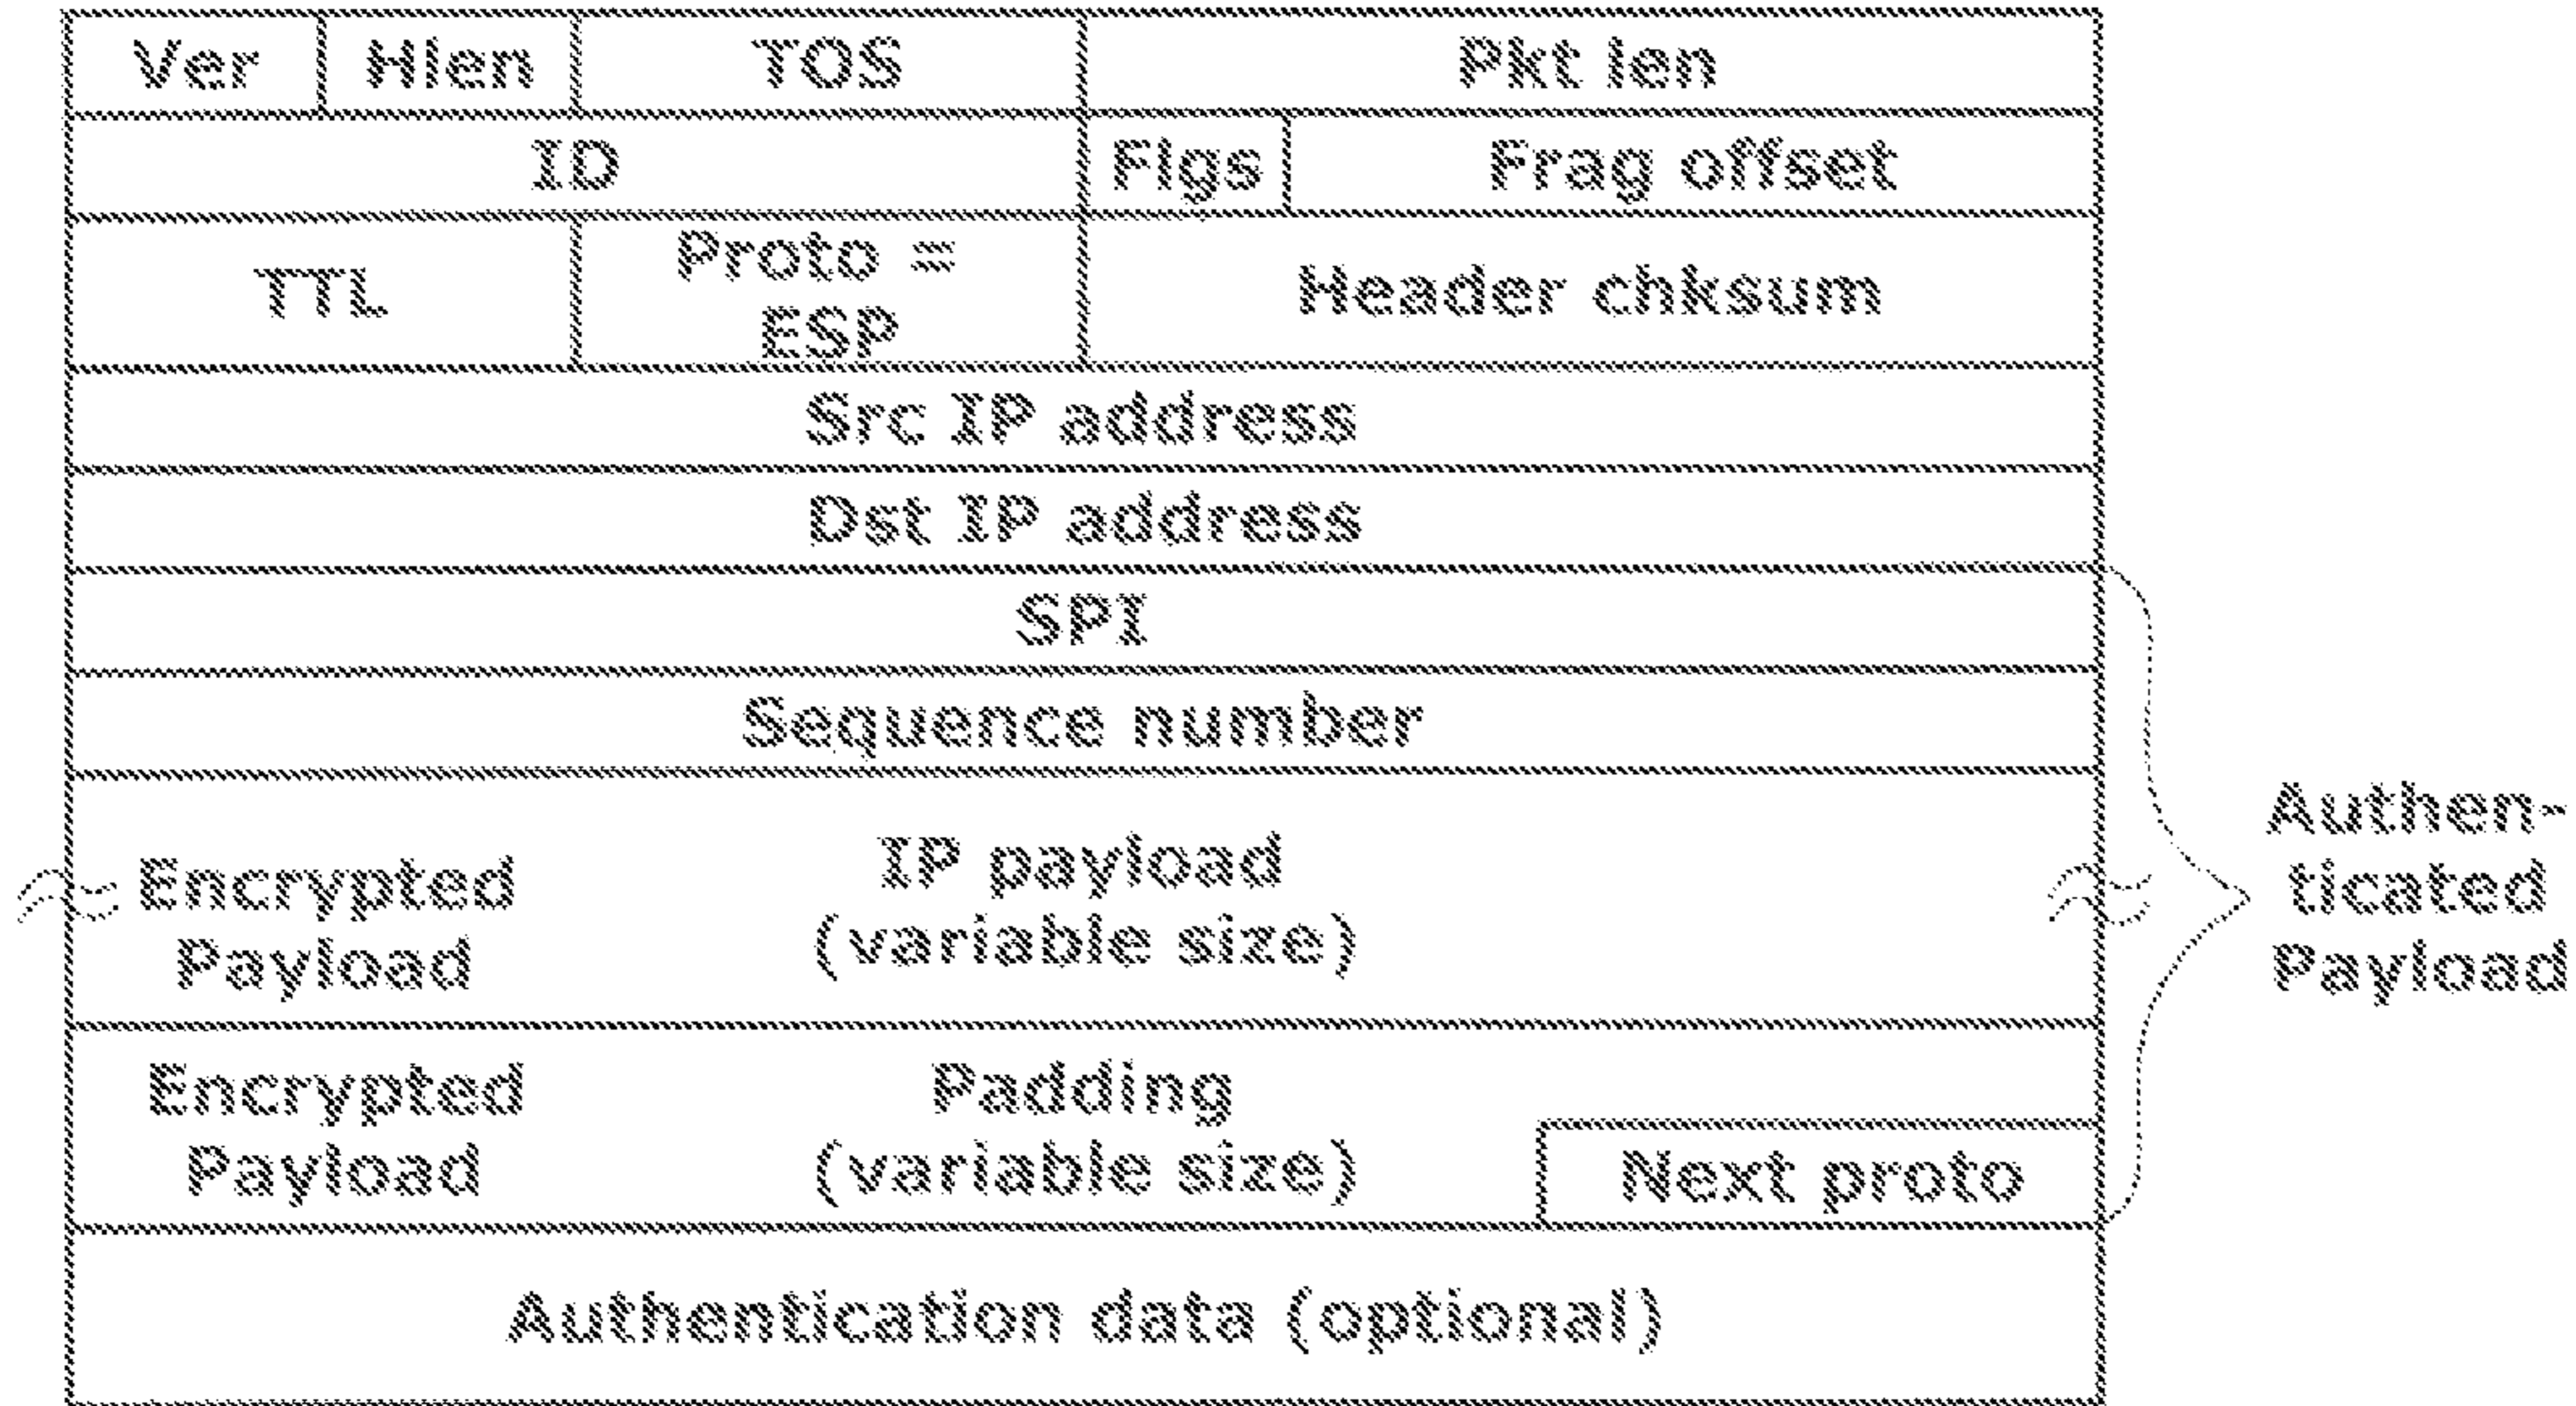 Ver Hlen TOS Pkt len
ID Flgs Frag offset
TTL Proto = Header chksum
ESP
Src IP address
Dst IP address
SPI
Sequence number
Encrypted IP payload
Payload (variable size)
Authen-
ticated
Payload
Encrypted Padding
Payload (variable size) Next proto
Authentication data (optional)